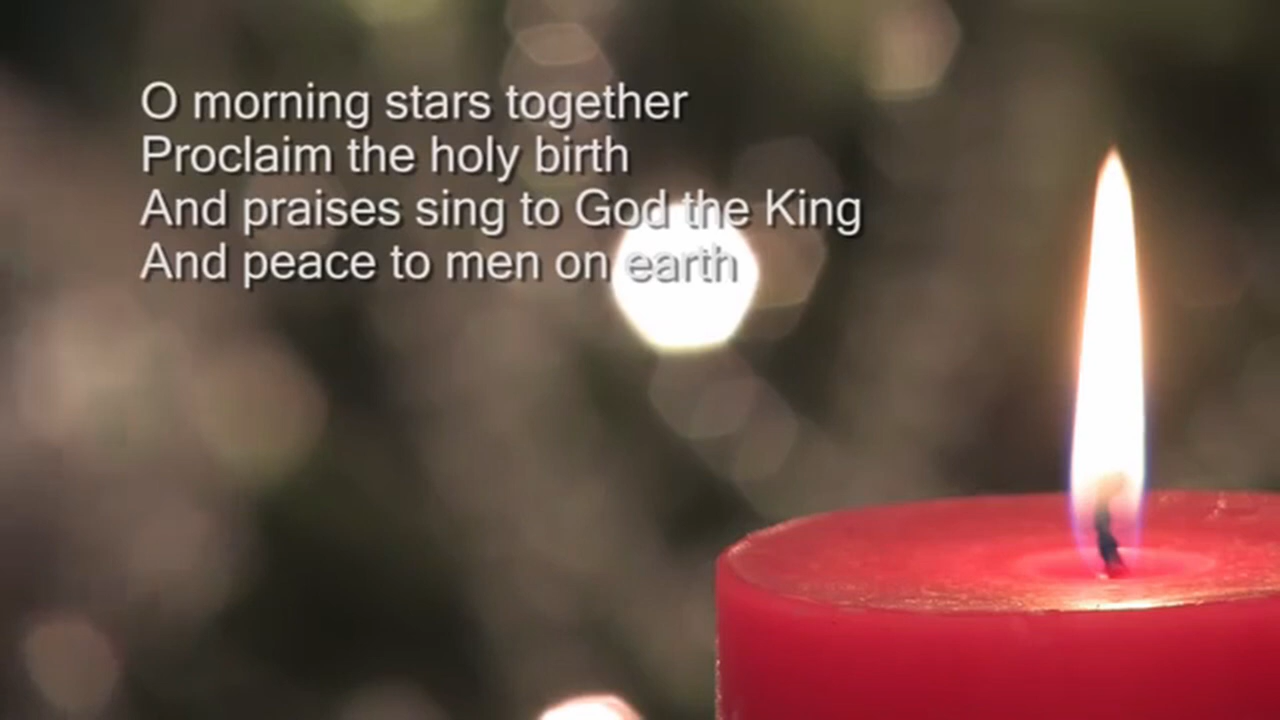 O morning stars together
Proclaim the holy birth
And praises sing to God the King
And peace to men on earth